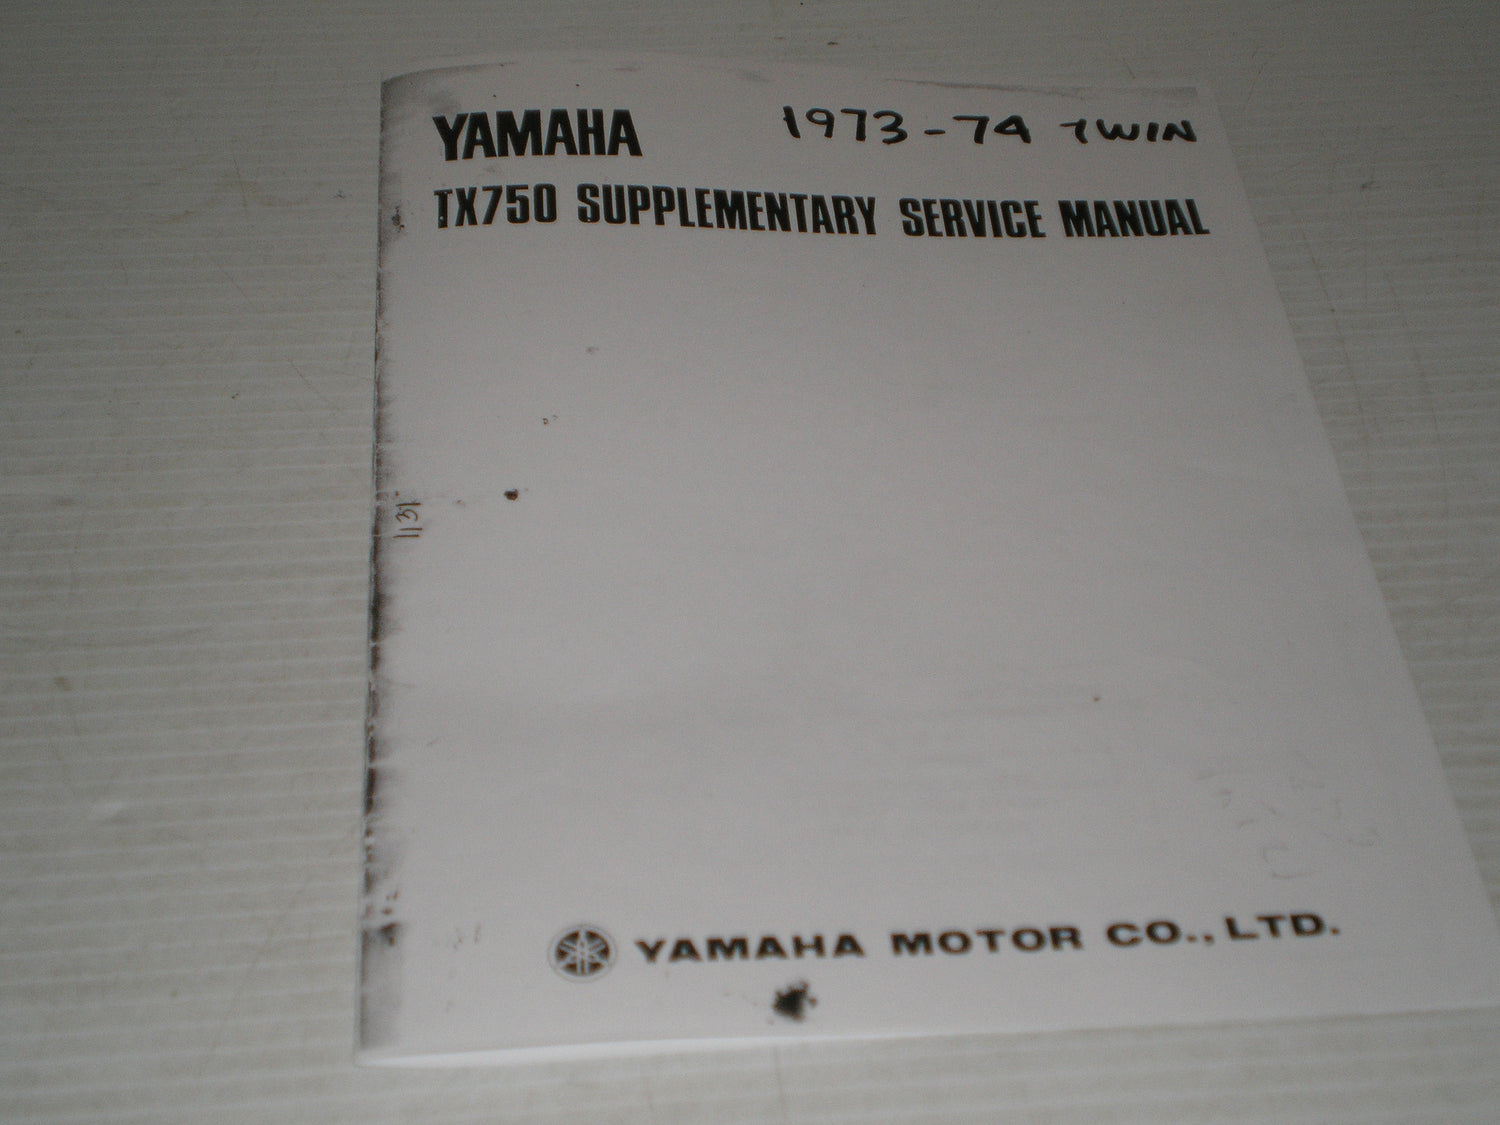 YAMAHA 1973-74 TWIN
TX750 SUPPLEMENTARY SERVICE MANUAL
1131
YAMAHA MOTOR CO., LTD.